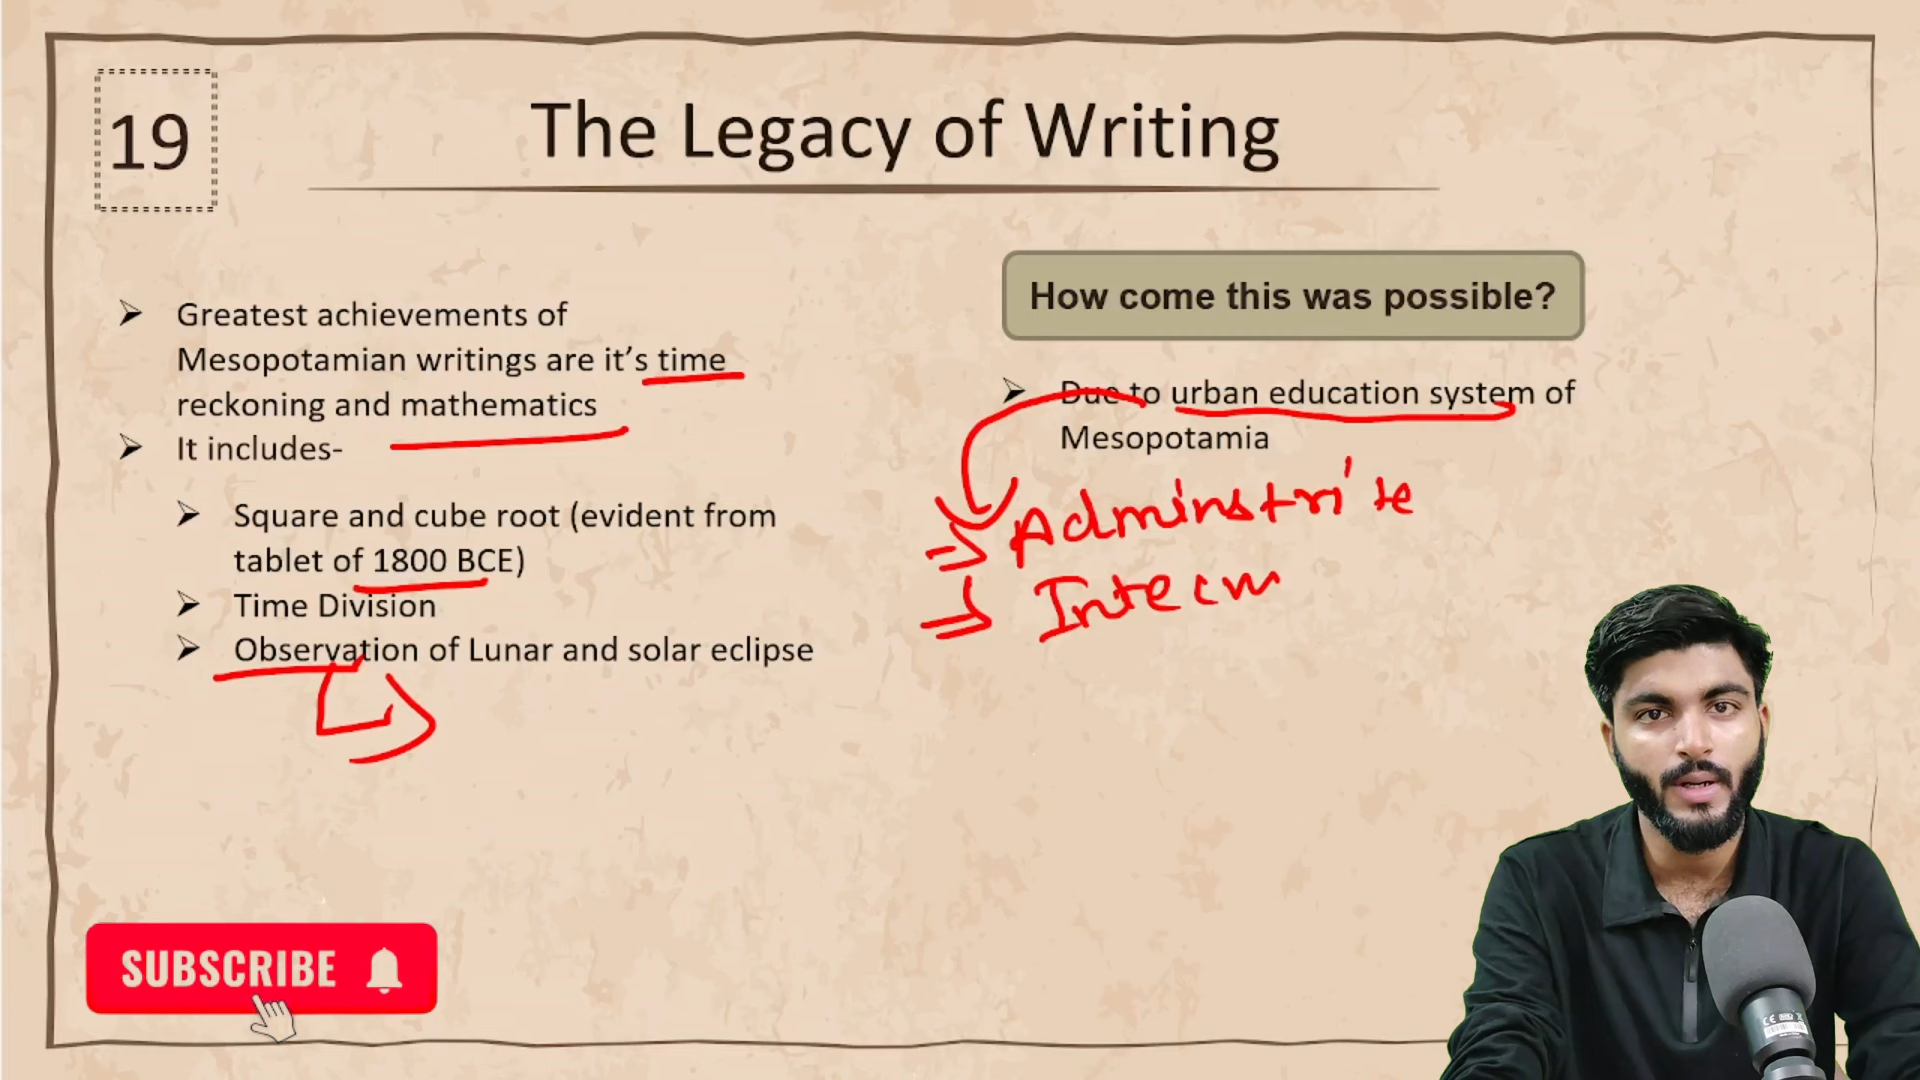 19
The Legacy of Writing
Greatest achievements of
Mesopotamian writings are it's time
reckoning and mathematics
It includes-
Square and cube root (evident from
tablet of 1800 BCE)
Time Division
Observation of Lunar and solar eclipse
How come this was possible?
Due to urban education system of
Mesopotamia
SUBSCRIBE